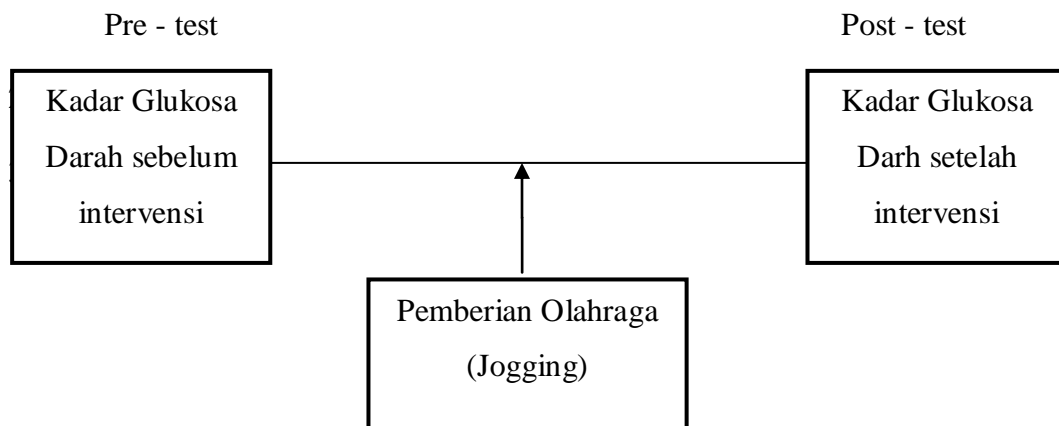 Pre - test
Post - test
Kadar Glukosa
Darah sebelum
intervensi
Kadar Glukosa
Darh setelah
intervensi
Pemberian Olahraga
(Jogging)